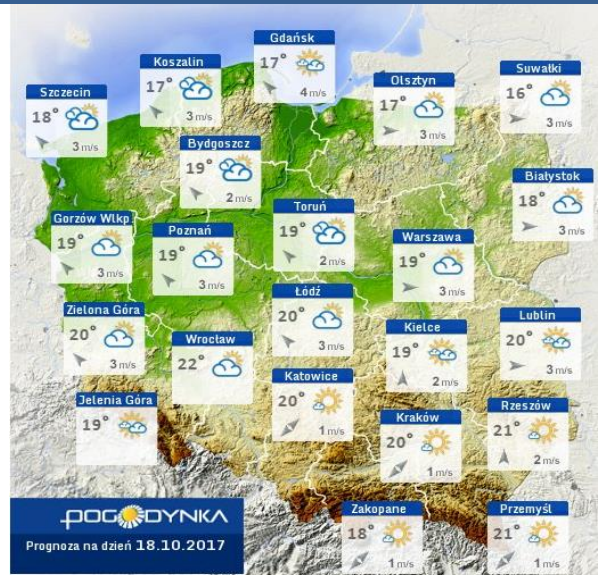 Gdańsk
17°
4 m/s
Koszalin
17°
3 m/s
Suwałki
16°
3 m/s
Olsztyn
17°
3 m/s
Szczecin
18°
3 m/s
Bydgoszcz
19°
2 m/s
Białystok
18°
3 m/s
Toruń
19°
2 m/s
Gorzów Wlkp
19°
3 m/s
Poznań
19°
3 m/s
Warszawa
19°
3 m/s
Łódź
20°
3 m/s
Zielona Góra
20°
3 m/s
Lublin
20°
3 m/s
Kielce
19°
2 m/s
Wrocław
22°
Katowice
20°
1 m/s
Jelenia Góra
19°
Rzeszów
21°
2 m/s
Kraków
20°
1 m/s
Zakopane
18°
1 m/s
Przemyśl
21°
1 m/s
POGODYNKA
Prognoza na dzień 18.10.2017